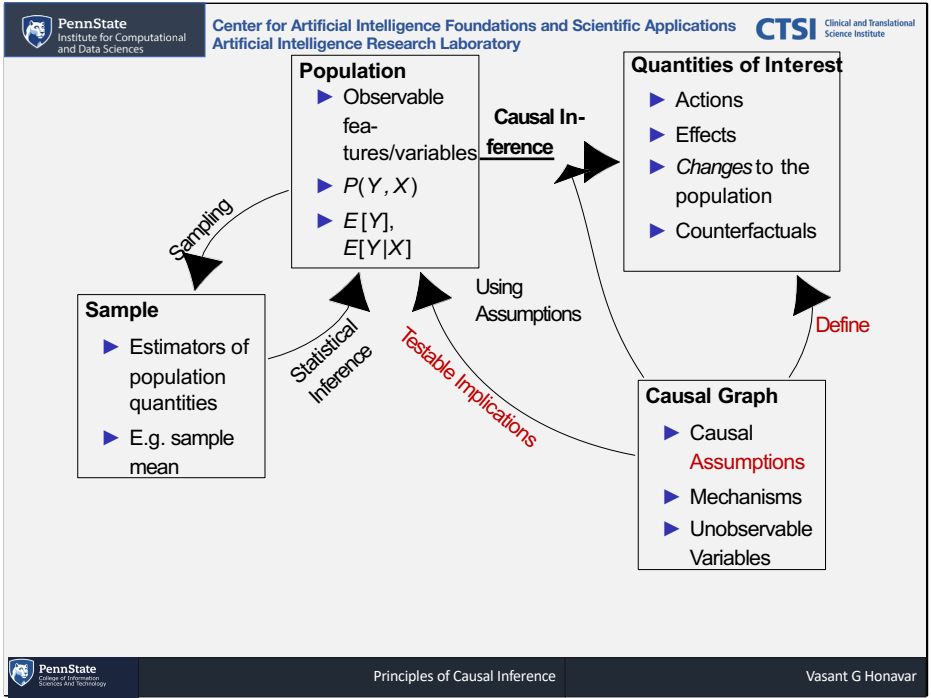 PennState
Institute for Computational
and Data Sciences
Center for Artificial Intelligence Foundations and Scientific Applications
Artificial Intelligence Research Laboratory
CTSI
Clinical and Translational
Science Institute
Population
Observable
fea-
tures/variables
P(Y, X)
E[Y],
E[Y|X]
Causal In-
ference
Quantities of Interest
Actions
Effects
Changes to the
population
Counterfactuals
Sampling
Sample
Estimators of
population
quantities
E.g. sample
mean
Statistical
Inference
Using
Assumptions
Testable Implications
Define
Causal Graph
Causal
Assumptions
Mechanisms
Unobservable
Variables
PennState
College of Information
Sciences And Technology
Principles of Causal Inference
Vasant G Honavar